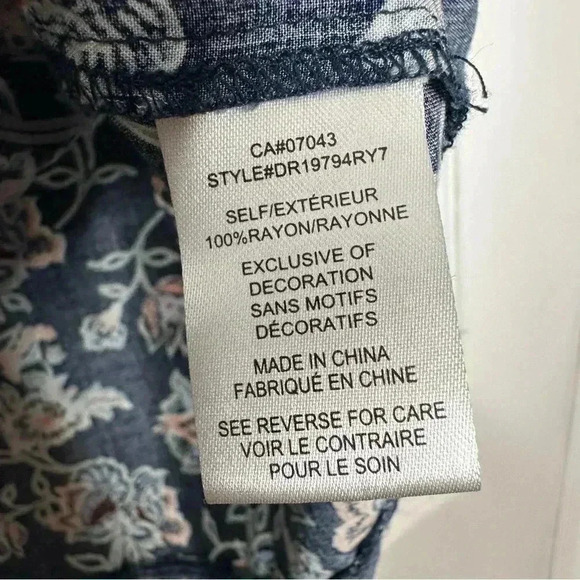 CA#07043
STYLE#DR19794RY7
SELF/EXTÉRIEUR
100%RAYON/RAYONNE
EXCLUSIVE OF
DECORATION
SANS MOTIFS
DÉCORATIFS
MADE IN CHINA
FABRIQUÉ EN CHINE
SEE REVERSE FOR CARE
VOIR LE CONTRAIRE
POUR LE SOIN